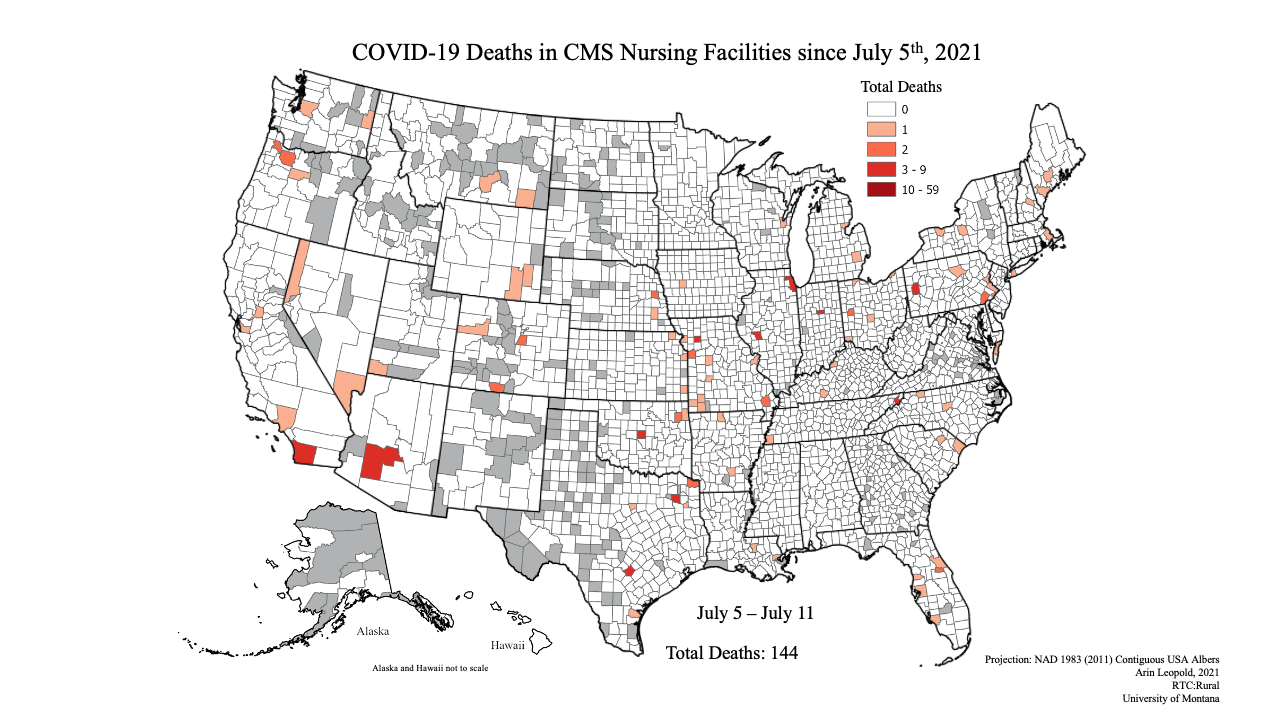 COVID-19 Deaths in CMS Nursing Facilities since July 5th, 2021
Total Deaths
0
1
2
3 - 9
10 - 59
July 5 – July 11
Alaska
Hawaii
Total Deaths: 144
Alaska and Hawaii not to scale
Projection: NAD 1983 (2011) Contiguous USA Albers
Arin Leopold, 2021
RTC:Rural
University of Montana